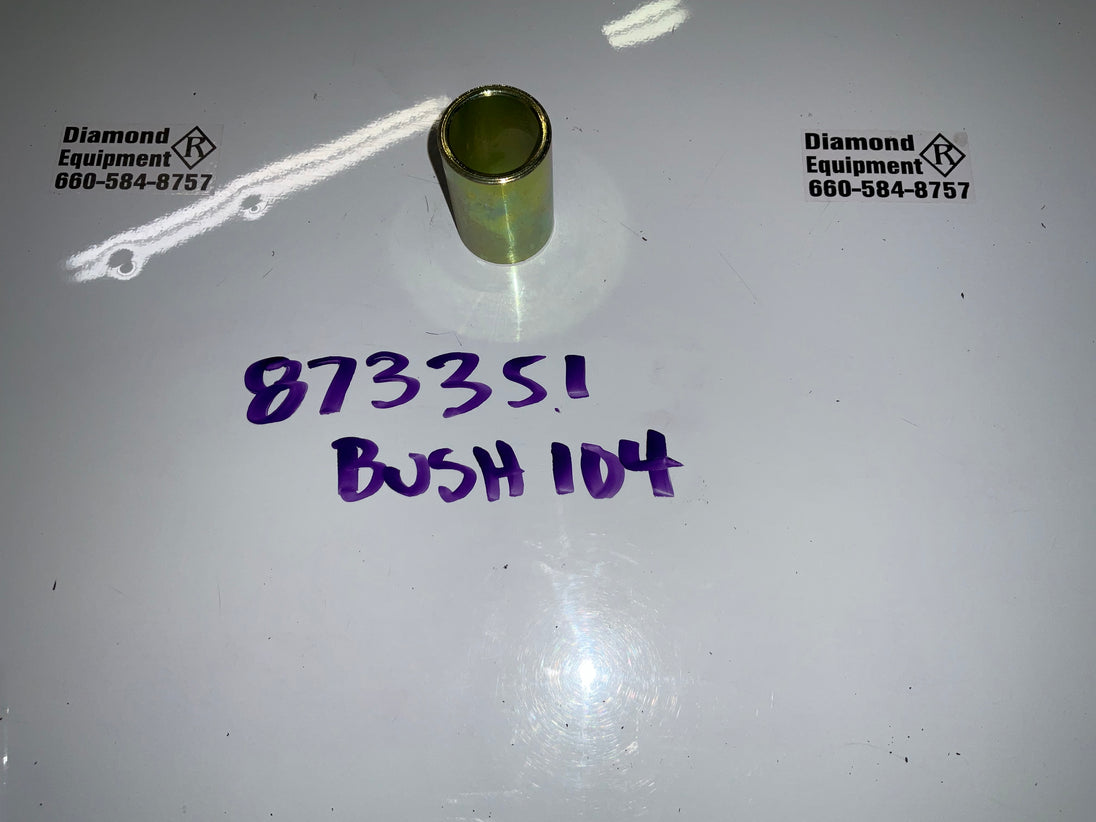 Diamond
Equipment R
660-584-8757
Diamond
Equipment R
660-584-8757
873351
BUSH 104